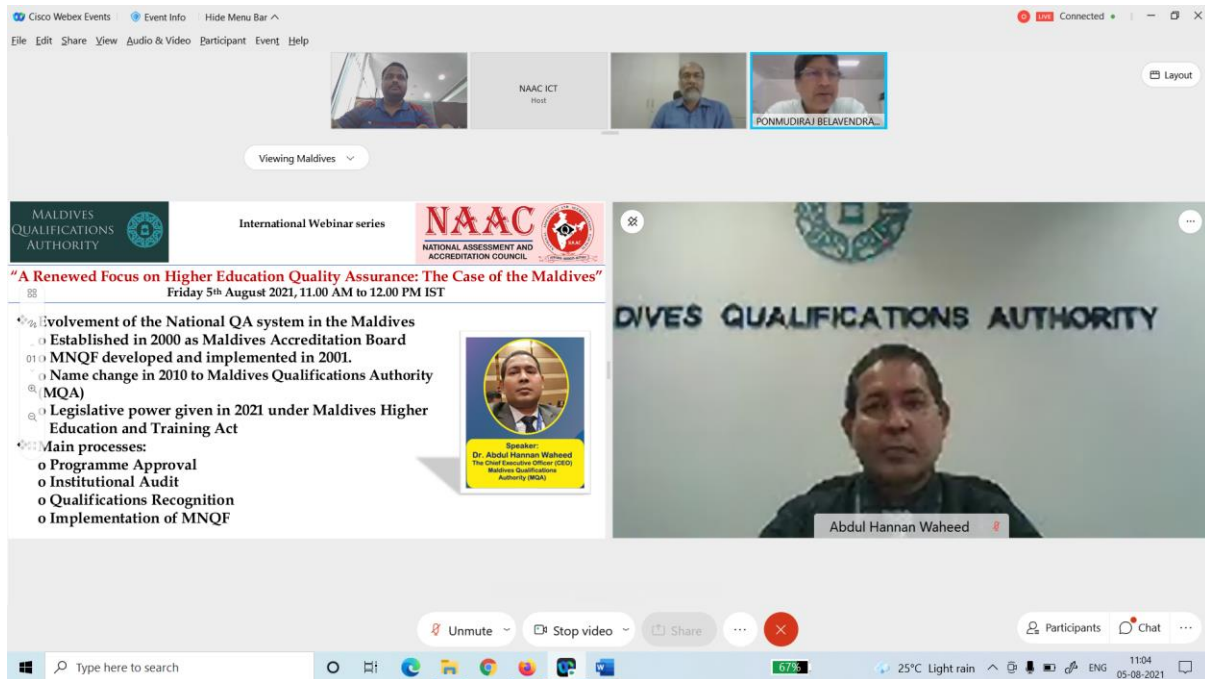 Cisco Webex Events
Event Info
Hide Menu Bar
Connected
LIVE
File Edit Share View Audio & Video Participant Event Help
NAAC ICT
Host
PONMUDIRAJ BELAVENDRA...
Layout
Viewing Maldives
MALDIVES
QUALIFICATIONS
AUTHORITY
International Webinar series
NAAC
NATIONAL ASSESSMENT AND
ACCREDITATION COUNCIL
"A Renewed Focus on Higher Education Quality Assurance: The Case of the Maldives"
Friday 5th August 2021, 11.00 AM to 12.00 PM IST
Evolvement of the National QA system in the Maldives
o Established in 2000 as Maldives Accreditation Board
01 o MNQF developed and implemented in 2001.
o Name change in 2010 to Maldives Qualifications Authority
(MQA)
o Legislative power given in 2021 under Maldives Higher
Education and Training Act
Main processes:
o Programme Approval
o Institutional Audit
o Qualifications Recognition
o Implementation of MNQF
Speaker:
Dr. Abdul Hannan Waheed
The Chief Executive Officer (CEO)
Maldives Qualifications
Authority (MQA)
DIVES QUALIFICATIONS AUTHORITY
Abdul Hannan Waheed
Unmute
Stop video
Share
Participants
Chat
Type here to search
67%
25°C Light rain
ENG
11:04
05-08-2021